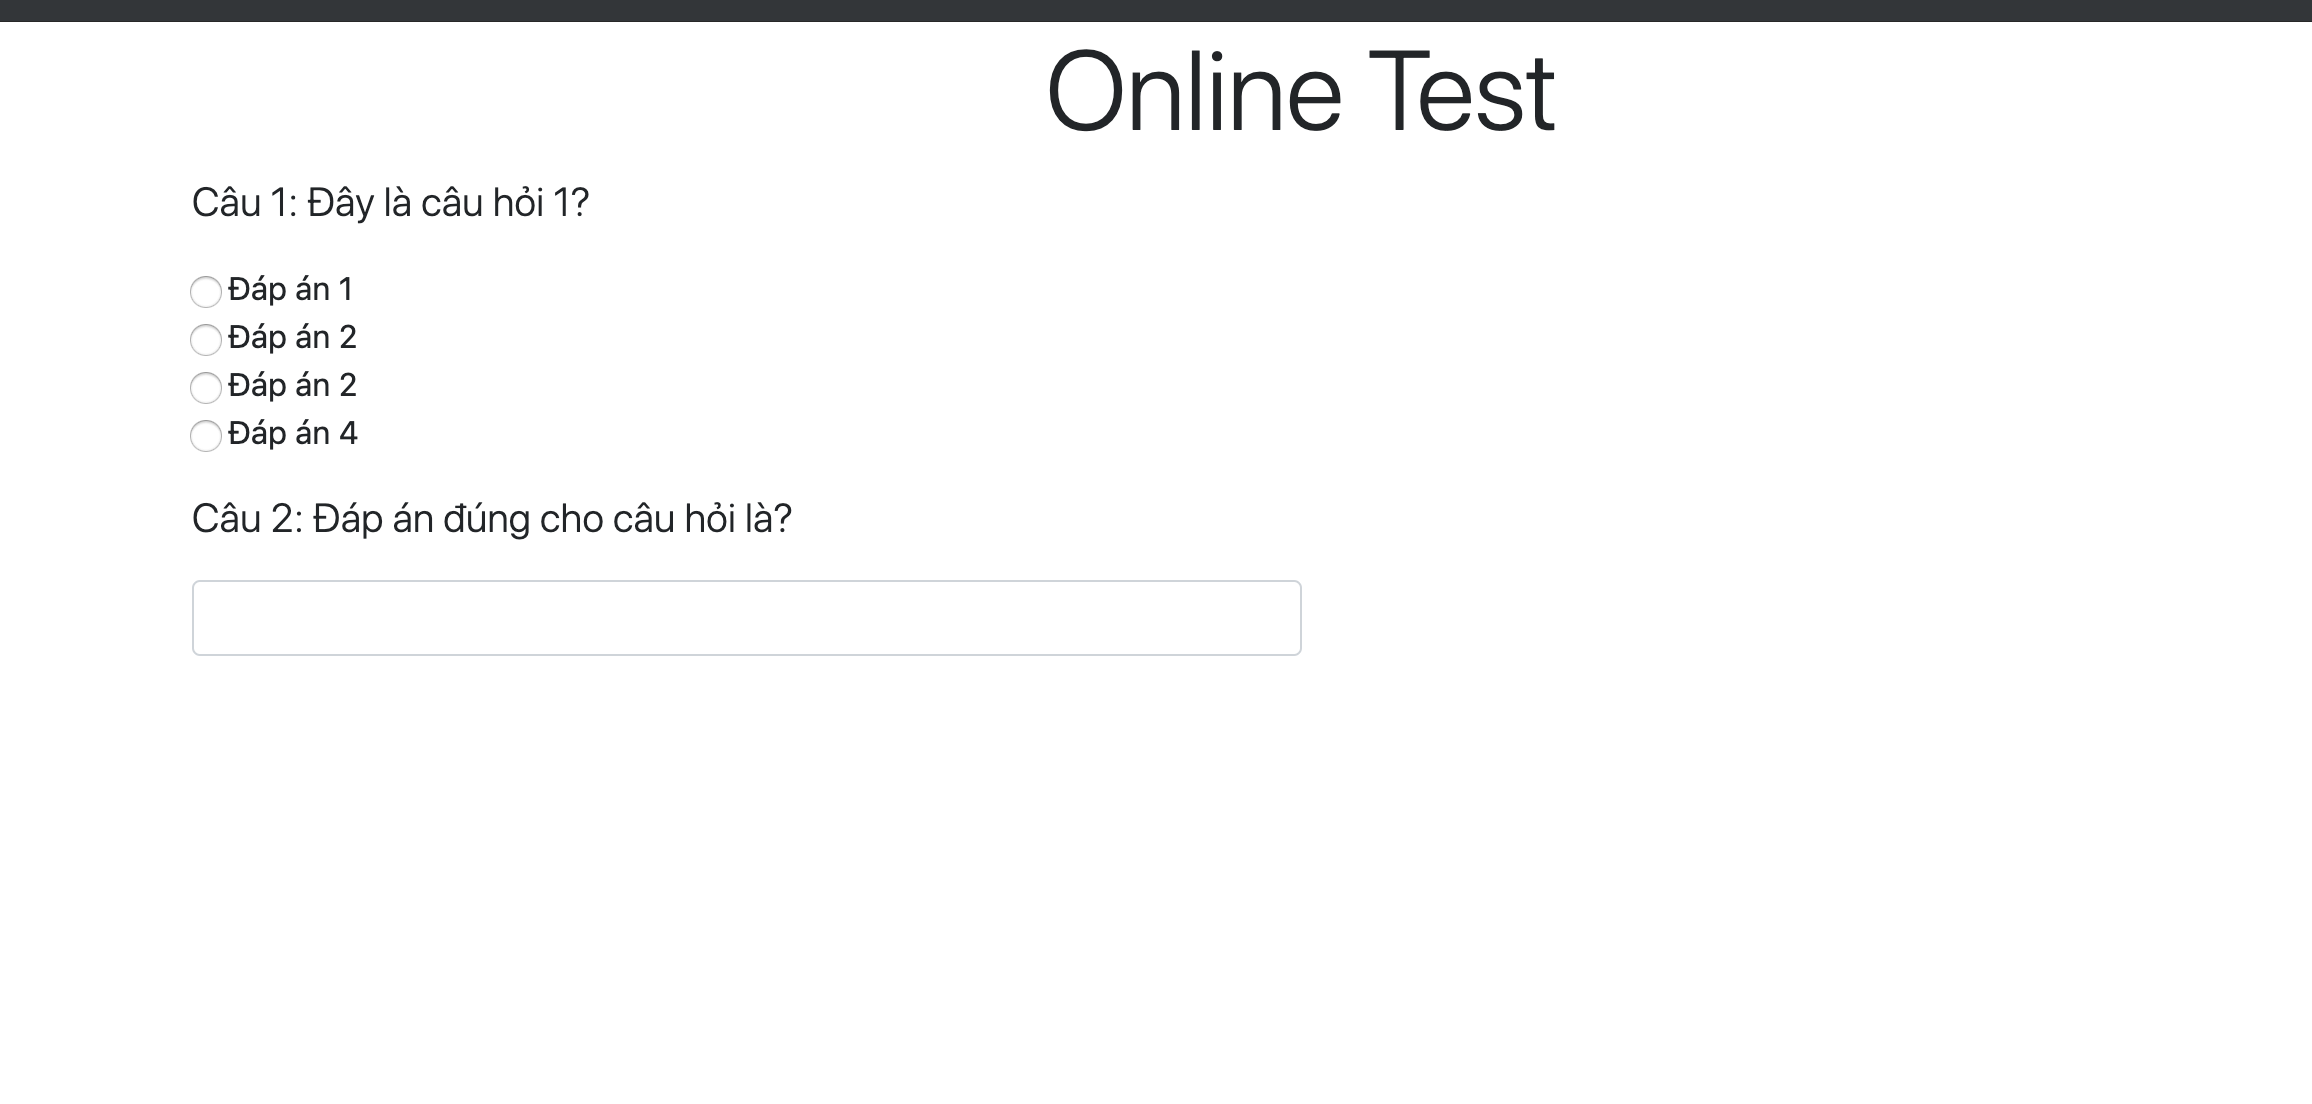 Online Test
Câu 1: Đây là câu hỏi 1?
Đáp án 1
Đáp án 2
Đáp án 2
Đáp án 4
Câu 2: Đáp án đúng cho câu hỏi là?